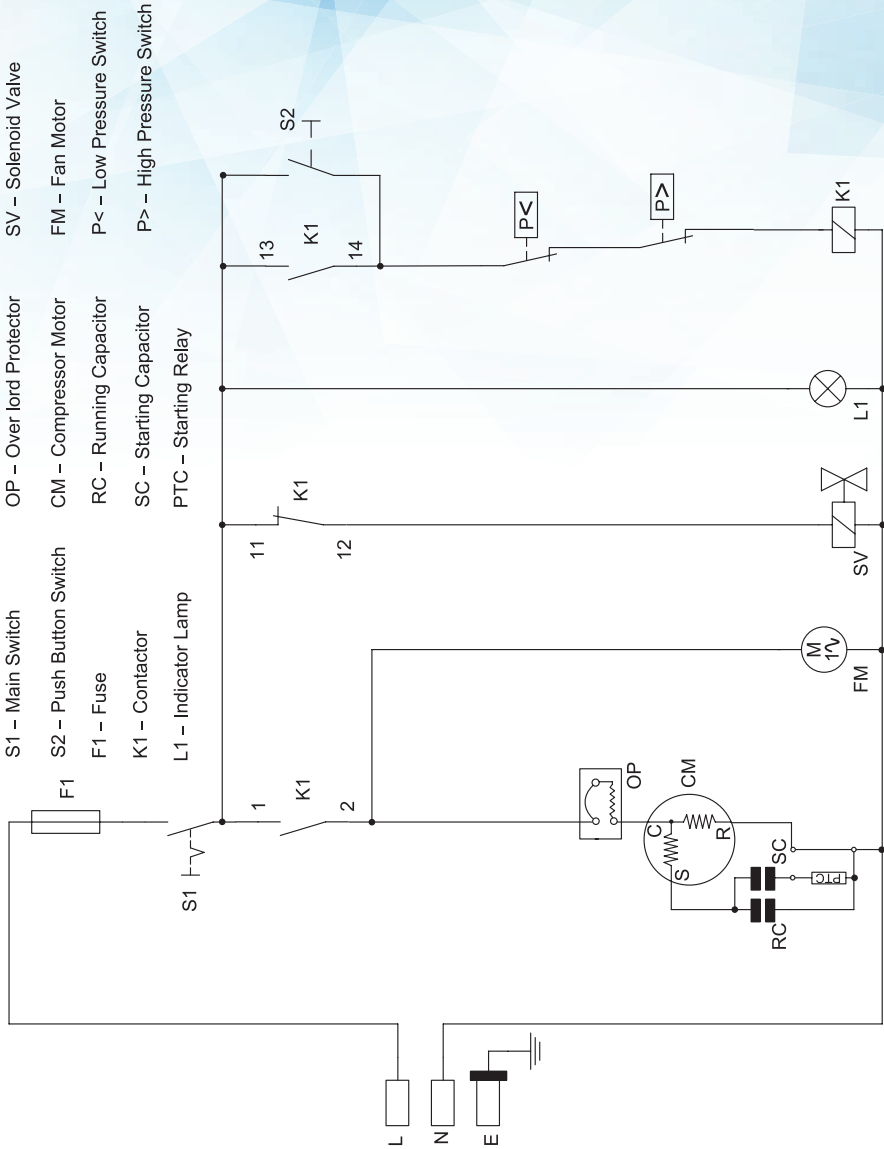 S1 – Main Switch
S2 – Push Button Switch
F1 – Fuse
K1 – Contactor
L1 – Indicator Lamp
OP – Over lord Protector
CM – Compressor Motor
RC – Running Capacitor
SC – Starting Capacitor
PTC – Starting Relay
SV – Solenoid Valve
FM – Fan Motor
P< – Low Pressure Switch
P> – High Pressure Switch
F1
S1
1
K1
2
11
K1
12
13
K1
14
S2
P<
P>
OP
CM
C
S
R
SC
RC
PTC
M
1∿
FM
SV
L1
K1
L
N
E